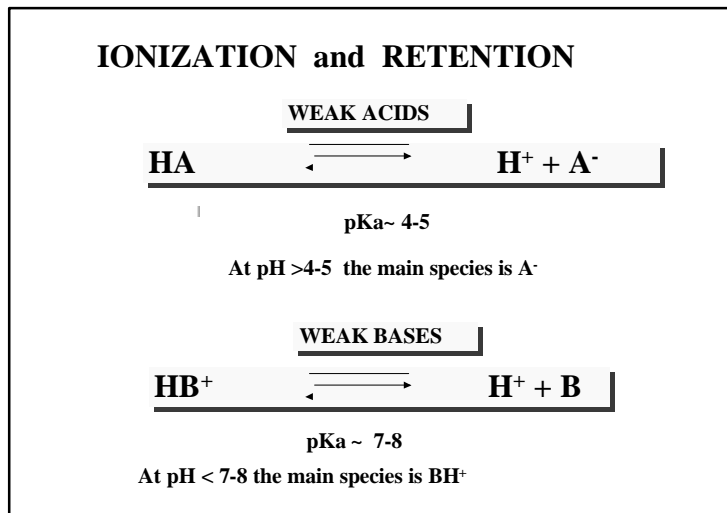 IONIZATION and RETENTION
WEAK ACIDS
HA H⁺ + A⁻
pKa~ 4-5
At pH >4-5 the main species is A⁻
WEAK BASES
HB⁺ H⁺ + B
pKa ~ 7-8
At pH < 7-8 the main species is BH⁺